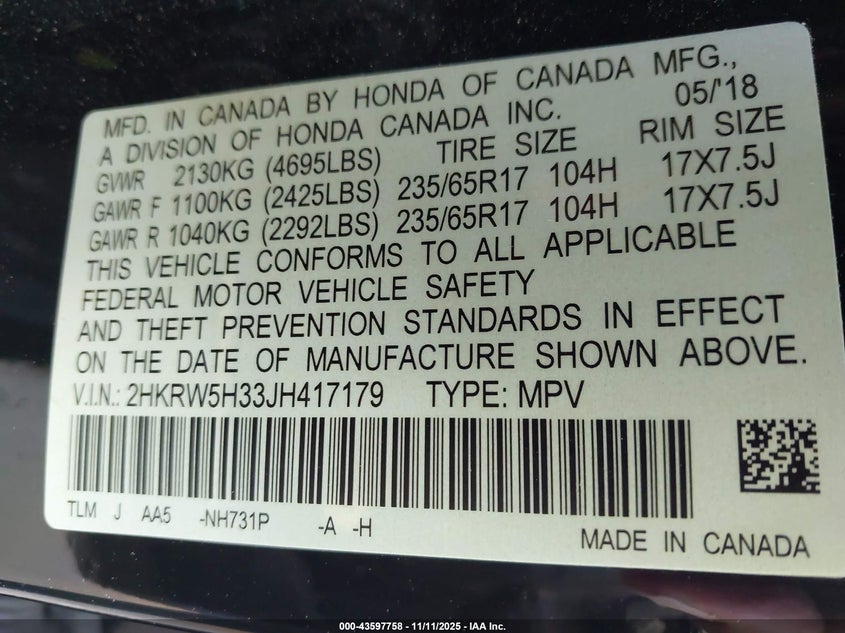 MFD. IN CANADA BY HONDA OF CANADA MFG.,
A DIVISION OF HONDA CANADA INC. 05/'18
GVWR 2130KG (4695LBS) TIRE SIZE RIM SIZE
GAWR F 1100KG (2425LBS) 235/65R17 104H 17X7.5J
GAWR R 1040KG (2292LBS) 235/65R17 104H 17X7.5J
THIS VEHICLE CONFORMS TO ALL APPLICABLE
FEDERAL MOTOR VEHICLE SAFETY
AND THEFT PREVENTION STANDARDS IN EFFECT
ON THE DATE OF MANUFACTURE SHOWN ABOVE.
V.I.N.: 2HKRW5H33JH417179 TYPE: MPV
TLM J AA5 -NH731P -A -H
MADE IN CANADA
000-43597758 - 11/11/2025 - IAA Inc.